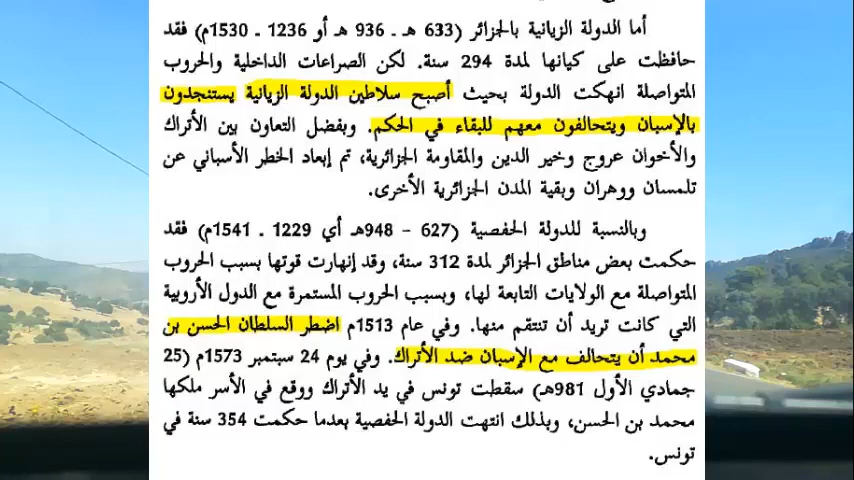 أما الدولة الزيانية بالجزائر (633 هـ ـ 936 هـ أو 1236 ـ 1530م) فقد
حافظت على كيانها لمدة 294 سنة. لكن الصراعات الداخلية والحروب
المتواصلة انهكت الدولة بحيث أصبح سلاطين الدولة الزيانية يستنجدون
بالإسبان ويتحالفون معهم للبقاء في الحكم. وبفضل التعاون بين الأتراك
والأخوان عروج وخير الدين والمقاومة الجزائرية، تم إبعاد الخطر الأسباني عن
تلمسان ووهران وبقية المدن الجزائرية الأخرى.
وبالنسبة للدولة الحفصية (627 - 948هـ أي 1229 ـ 1541م) فقد
حكمت بعض مناطق الجزائر لمدة 312 سنة، وقد إنهارت قوتها بسبب الحروب
المتواصلة مع الولايات التابعة لها، وبسبب الحروب المستمرة مع الدول الأروبية
التي كانت تريد أن تنتقم منها. وفي عام 1513م اضطر السلطان الحسن بن
محمد أن يتحالف مع الإسبان ضد الأتراك. وفي يوم 24 سبتمبر 1573م (25
جمادي الأول 981هـ) سقطت تونس في يد الأتراك ووقع في الأسر ملكها
محمد بن الحسن، وبذلك انتهت الدولة الحفصية بعدما حكمت 354 سنة في
تونس.